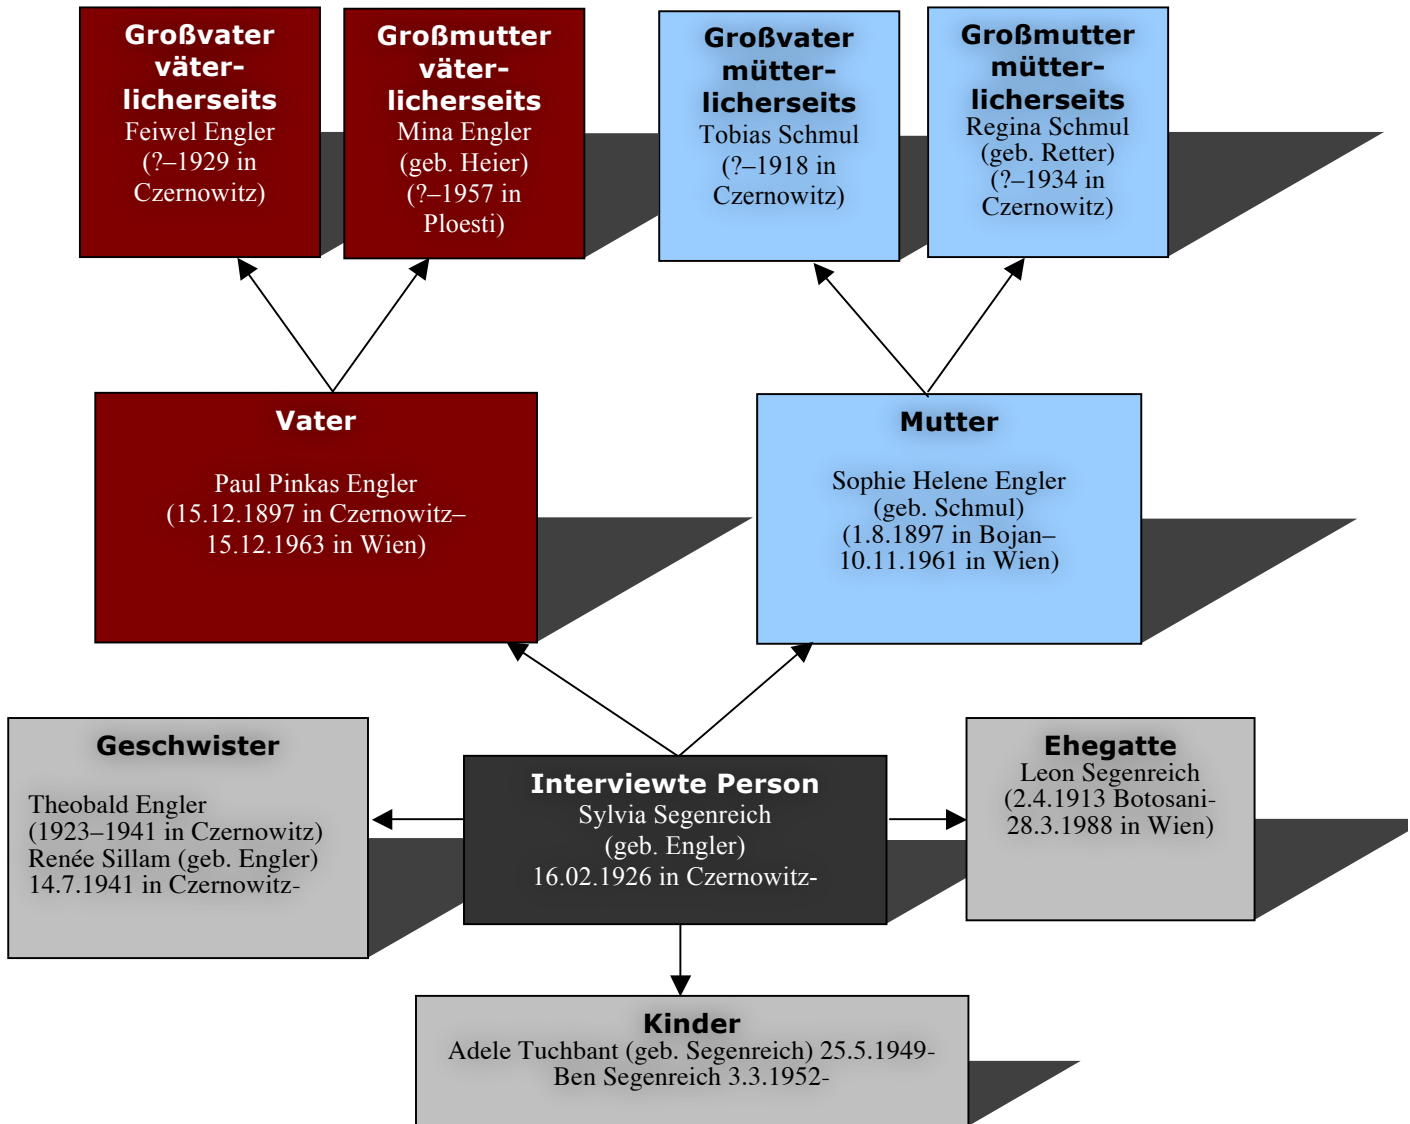 Großvater
väter-
licherseits
Feiwel Engler
(?–1929 in
Czernowitz)
Großmutter
väter-
licherseits
Mina Engler
(geb. Heier)
(?–1957 in
Ploesti)
Großvater
mütter-
licherseits
Tobias Schmul
(?–1918 in
Czernowitz)
Großmutter
mütter-
licherseits
Regina Schmul
(geb. Retter)
(?–1934 in
Czernowitz)
Vater
Paul Pinkas Engler
(15.12.1897 in Czernowitz–
15.12.1963 in Wien)
Mutter
Sophie Helene Engler
(geb. Schmul)
(1.8.1897 in Bojan–
10.11.1961 in Wien)
Geschwister
Theobald Engler
(1923–1941 in Czernowitz)
Renée Sillam (geb. Engler)
14.7.1941 in Czernowitz-
Interviewte Person
Sylvia Segenreich
(geb. Engler)
16.02.1926 in Czernowitz-
Ehegatte
Leon Segenreich
(2.4.1913 Botosani-
28.3.1988 in Wien)
Kinder
Adele Tuchbant (geb. Segenreich) 25.5.1949-
Ben Segenreich 3.3.1952-